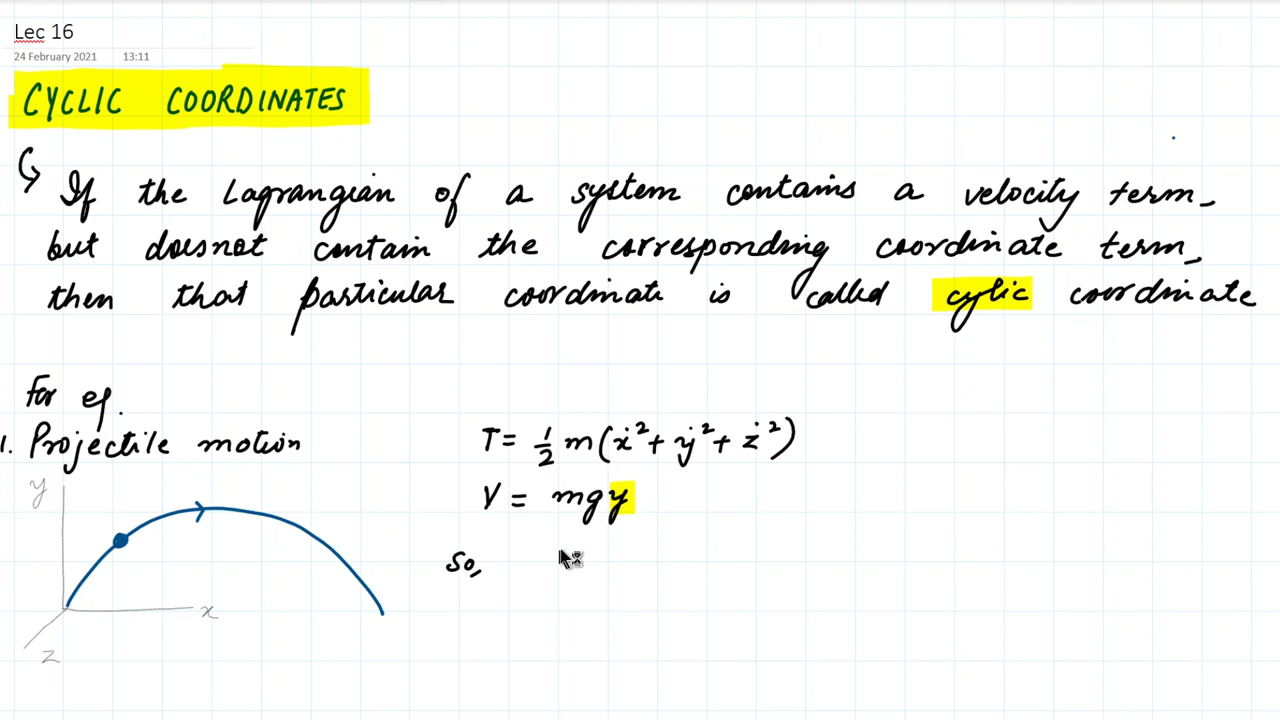 Lec 16
24 February 2021 13:11
CYCLIC COORDINATES
If the Lagrangian of a system contains a velocity term,
but doesnot contain the corresponding coordinate term,
then that particular coordinate is called cylic coordinate
For eg.
1. Projectile motion
T = 1/2 m(ẋ² + ẏ² + ż²)
V = mgy
y
x
z
So,